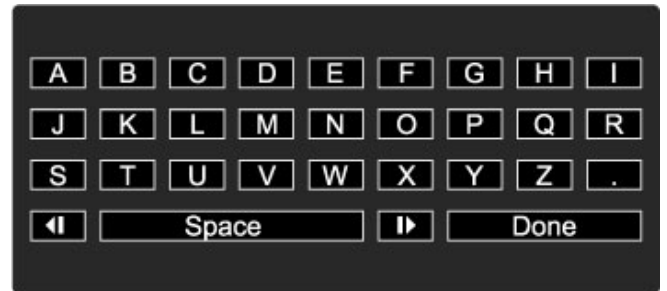 A B C D E F G H I
J K L M N O P Q R
S T U V W X Y Z .
Space Done